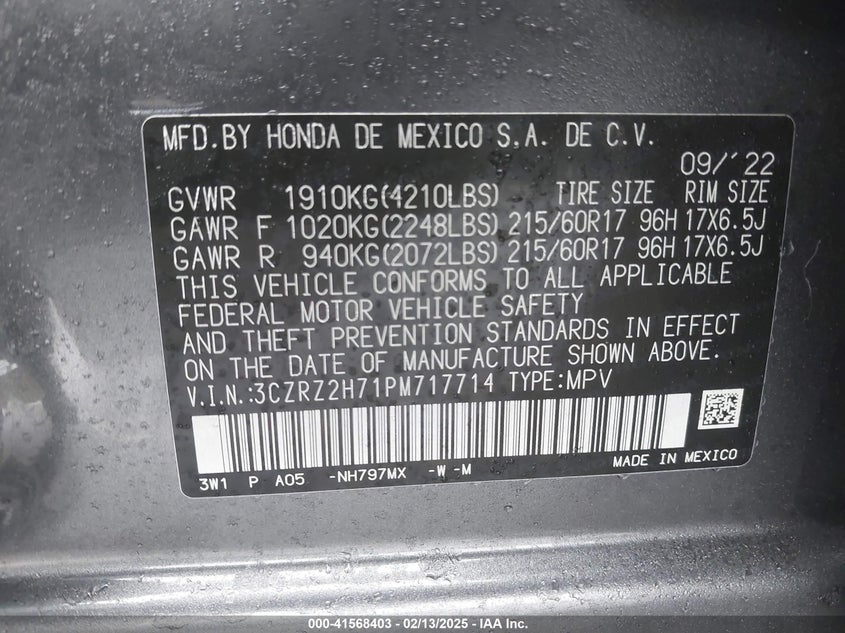 MFD.BY HONDA DE MEXICO S.A. DE C.V.
09/'22
GVWR 1910KG(4210LBS) TIRE SIZE RIM SIZE
GAWR F 1020KG(2248LBS) 215/60R17 96H 17X6.5J
GAWR R 940KG(2072LBS) 215/60R17 96H 17X6.5J
THIS VEHICLE CONFORMS TO ALL APPLICABLE
FEDERAL MOTOR VEHICLE SAFETY
AND THEFT PREVENTION STANDARDS IN EFFECT
ON THE DATE OF MANUFACTURE SHOWN ABOVE.
V.I.N.:3CZRZ2H71PM717714 TYPE:MPV
3W1 P A05 -NH797MX -W -M MADE IN MEXICO
000-41568403 - 02/13/2025 - IAA Inc.